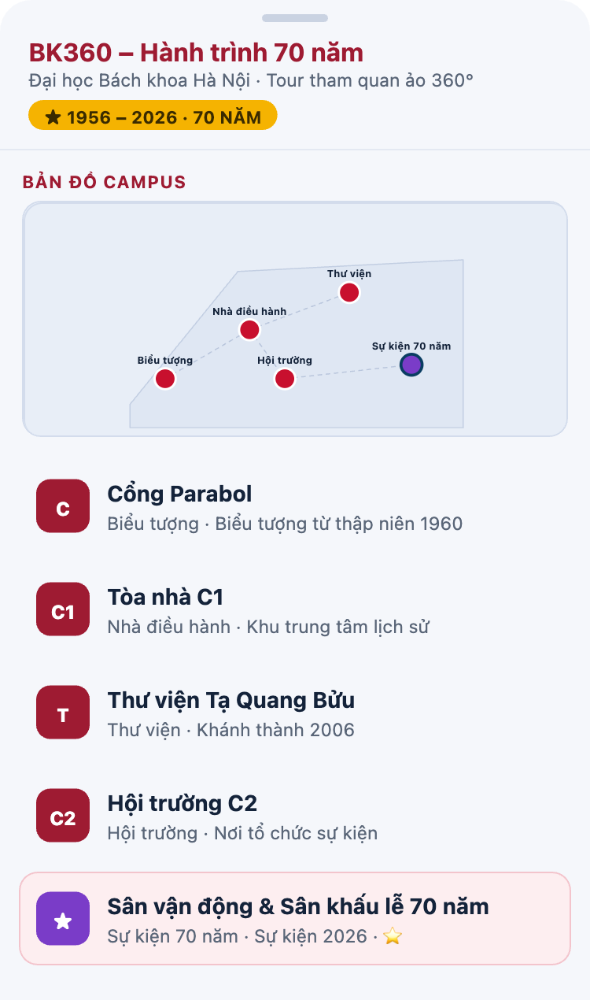 BK360 – Hành trình 70 năm
Đại học Bách khoa Hà Nội · Tour tham quan ảo 360°
★ 1956 – 2026 · 70 NĂM
BẢN ĐỒ CAMPUS
Thư viện
Nhà điều hành
Sự kiện 70 năm
Biểu tượng
Hội trường
C
Cổng Parabol
Biểu tượng · Biểu tượng từ thập niên 1960
C1
Tòa nhà C1
Nhà điều hành · Khu trung tâm lịch sử
T
Thư viện Tạ Quang Bửu
Thư viện · Khánh thành 2006
C2
Hội trường C2
Hội trường · Nơi tổ chức sự kiện
★
Sân vận động & Sân khấu lễ 70 năm
Sự kiện 70 năm · Sự kiện 2026 · ⭐